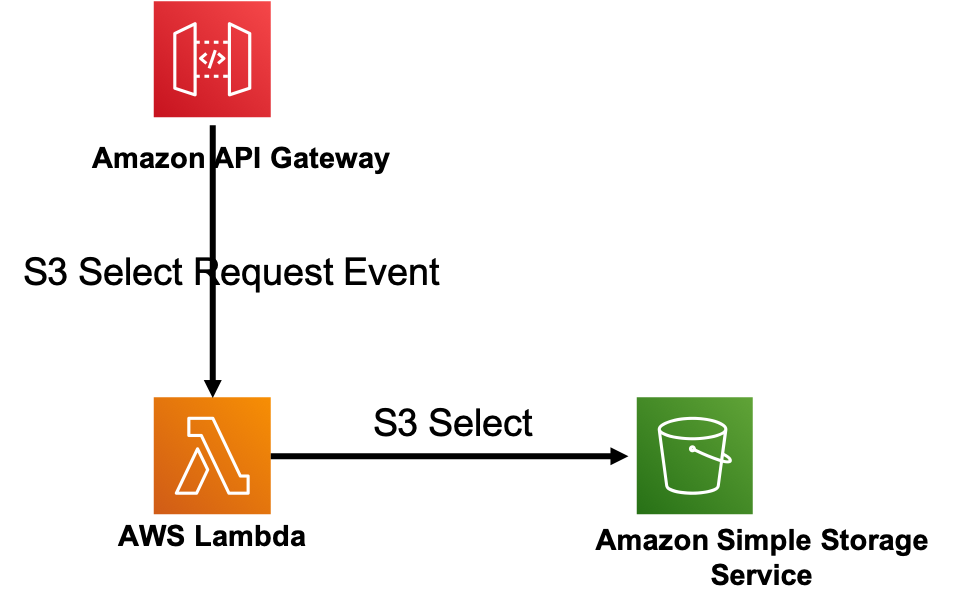 </>
Amazon API Gateway
S3 Select Request Event
S3 Select
AWS Lambda
Amazon Simple Storage
Service